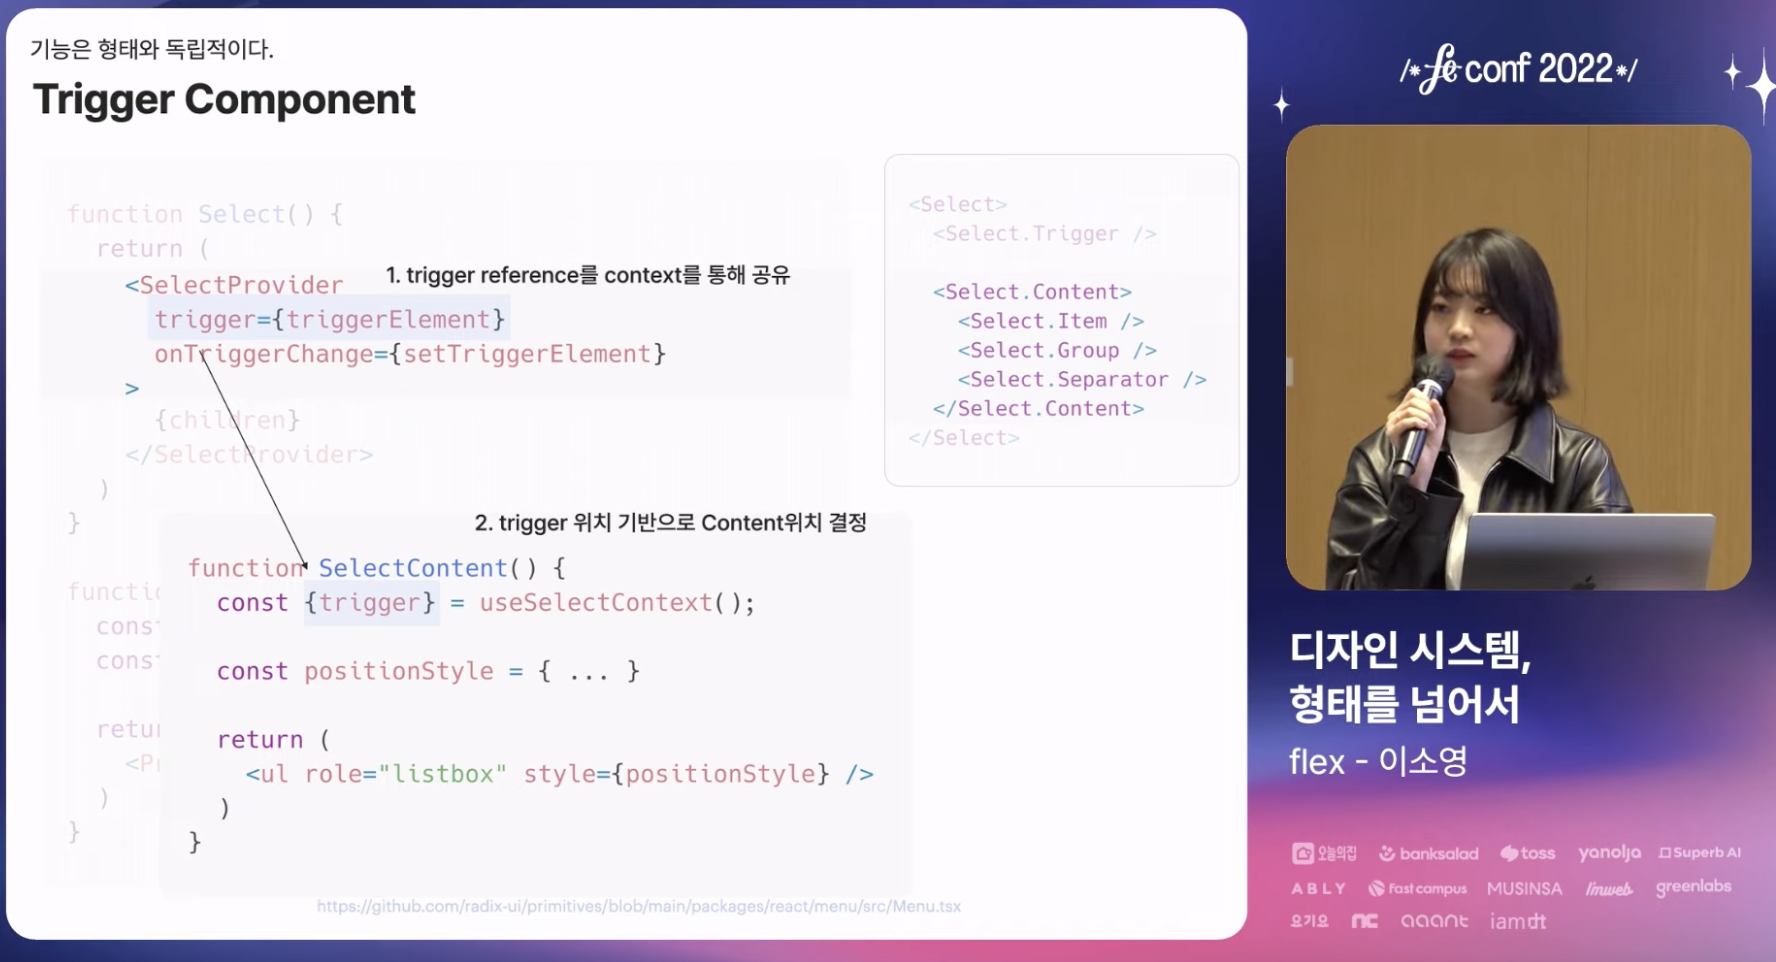 기능은 형태와 독립적이다.
Trigger Component
function Select() {
return (
<SelectProvider
1. trigger reference를 context를 통해 공유
trigger={triggerElement}
onTriggerChange={setTriggerElement}
>
{children}
</SelectProvider>
)
}
2. trigger 위치 기반으로 Content위치 결정
function SelectContent() {
const {trigger} = useSelectContext();
const positionStyle = { ... }
return (
<ul role="listbox" style={positionStyle} />
)
}
)
}
https://github.com/radix-ui/primitives/blob/main/packages/react/menu/src/Menu.tsx
<Select>
<Select.Trigger />
<Select.Content>
<Select.Item />
<Select.Group />
<Select.Separator />
</Select.Content>
</Select>
/* fe conf 2022 */
디자인 시스템,
형태를 넘어서
flex - 이소영
오늘의집 banksalad toss yanolja Superb AI
ABLY fast campus MUSINSA imweb greenlabs
요기요 nc iamdt